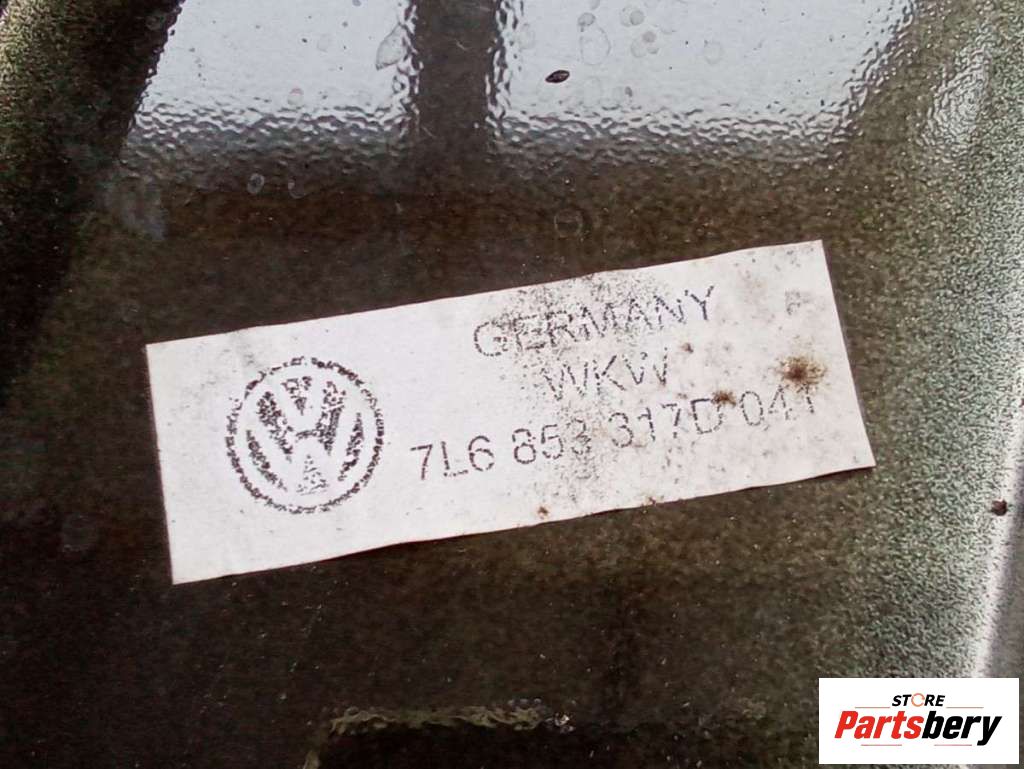 GERMANY
WKW
7L6 853 317D 041
STORE
Partsbery